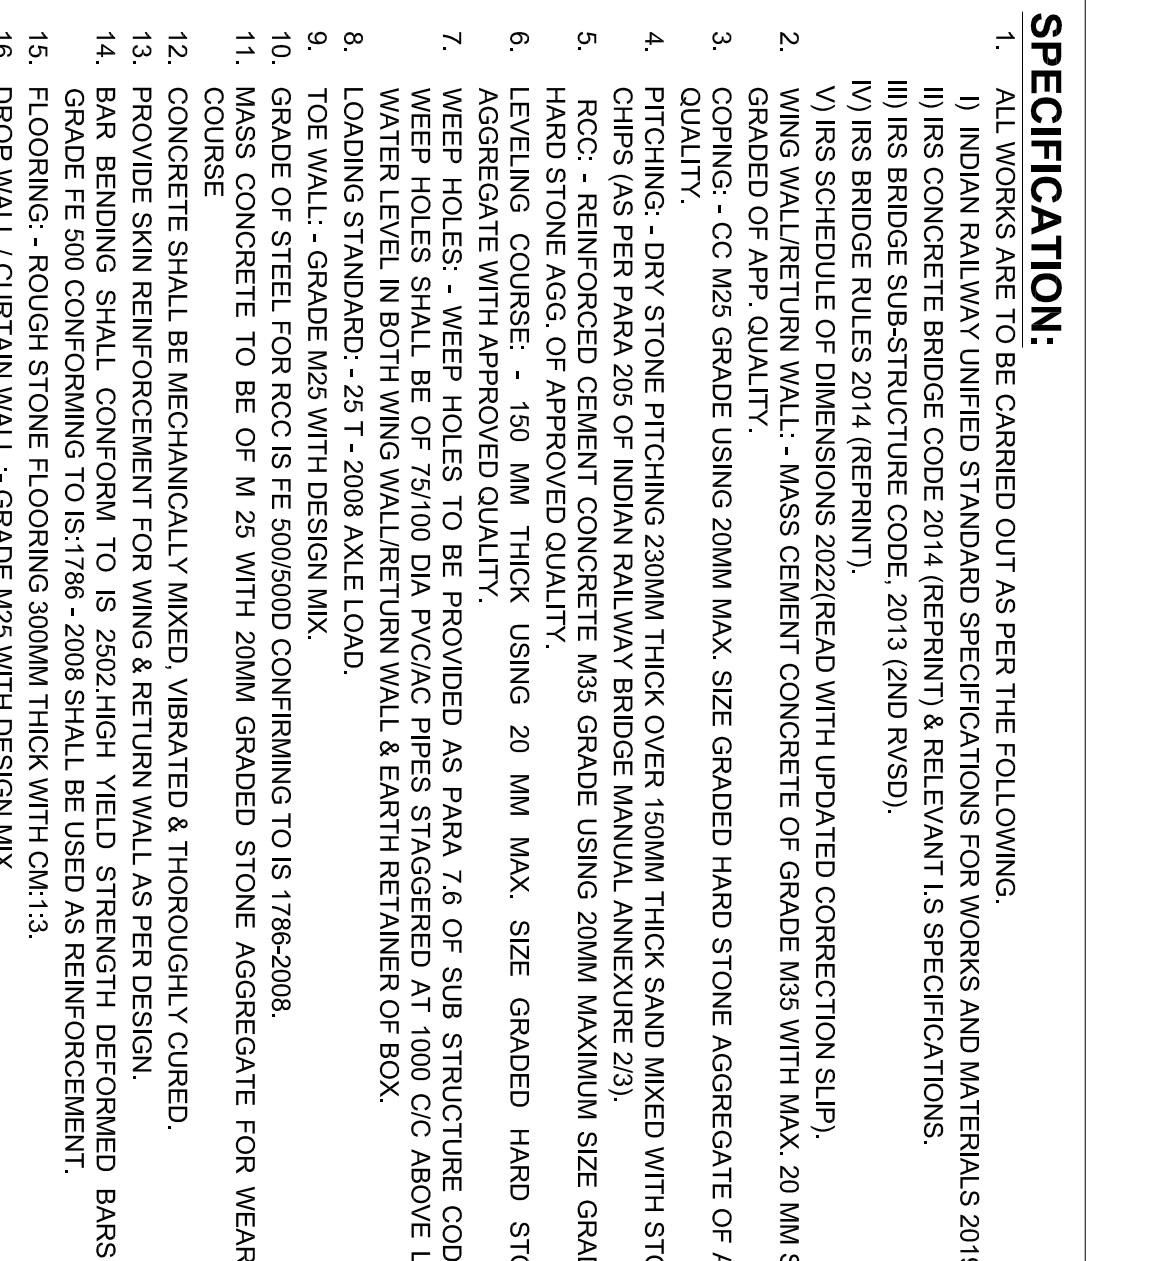 SPECIFICATION:
1. ALL WORKS ARE TO BE CARRIED OUT AS PER THE FOLLOWING.
I) INDIAN RAILWAY UNIFIED STANDARD SPECIFICATIONS FOR WORKS AND MATERIALS 2019
II) IRS CONCRETE BRIDGE CODE 2014 (REPRINT) & RELEVANT I.S SPECIFICATIONS.
III) IRS BRIDGE SUB-STRUCTURE CODE, 2013 (2ND RVSD).
IV) IRS BRIDGE RULES 2014 (REPRINT).
V) IRS SCHEDULE OF DIMENSIONS 2022(READ WITH UPDATED CORRECTION SLIP).
2. WING WALL/RETURN WALL: - MASS CEMENT CONCRETE OF GRADE M35 WITH MAX. 20 MM
GRADED OF APP. QUALITY.
3. COPING: - CC M25 GRADE USING 20MM MAX. SIZE GRADED HARD STONE AGGREGATE OF
QUALITY.
4. PITCHING: - DRY STONE PITCHING 230MM THICK OVER 150MM THICK SAND MIXED WITH
CHIPS (AS PER PARA 205 OF INDIAN RAILWAY BRIDGE MANUAL ANNEXURE 2/3).
5. RCC: - REINFORCED CEMENT CONCRETE M35 GRADE USING 20MM MAXIMUM SIZE
HARD STONE AGG. OF APPROVED QUALITY.
6. LEVELING COURSE: - 150 MM THICK USING 20 MM MAX. SIZE GRADED HARD
AGGREGATE WITH APPROVED QUALITY.
7. WEEP HOLES: - WEEP HOLES TO BE PROVIDED AS PARA 7.6 OF SUB STRUCTURE
WEEP HOLES SHALL BE OF 75/100 DIA PVC/AC PIPES STAGGERED AT 1000 C/C ABOVE
WATER LEVEL IN BOTH WING WALL/RETURN WALL & EARTH RETAINER OF BOX.
8. LOADING STANDARD: - 25 T - 2008 AXLE LOAD.
9. TOE WALL: - GRADE M25 WITH DESIGN MIX.
10. GRADE OF STEEL FOR RCC IS FE 500/500D CONFIRMING TO IS 1786-2008.
11. MASS CONCRETE TO BE OF M 25 WITH 20MM GRADED STONE AGGREGATE FOR
COURSE
12. CONCRETE SHALL BE MECHANICALLY MIXED, VIBRATED & THOROUGHLY CURED.
13. PROVIDE SKIN REINFORCEMENT FOR WING & RETURN WALL AS PER DESIGN.
14. BAR BENDING SHALL CONFORM TO IS 2502.HIGH YIELD STRENGTH DEFORMED BARS
GRADE FE 500 CONFORMING TO IS:1786 - 2008 SHALL BE USED AS REINFORCEMENT.
15. FLOORING: - ROUGH STONE FLOORING 300MM THICK WITH CM:1:3.
16. DROP WALL / CURTAIN WALL :- GRADE M25 WITH DESIGN MIX